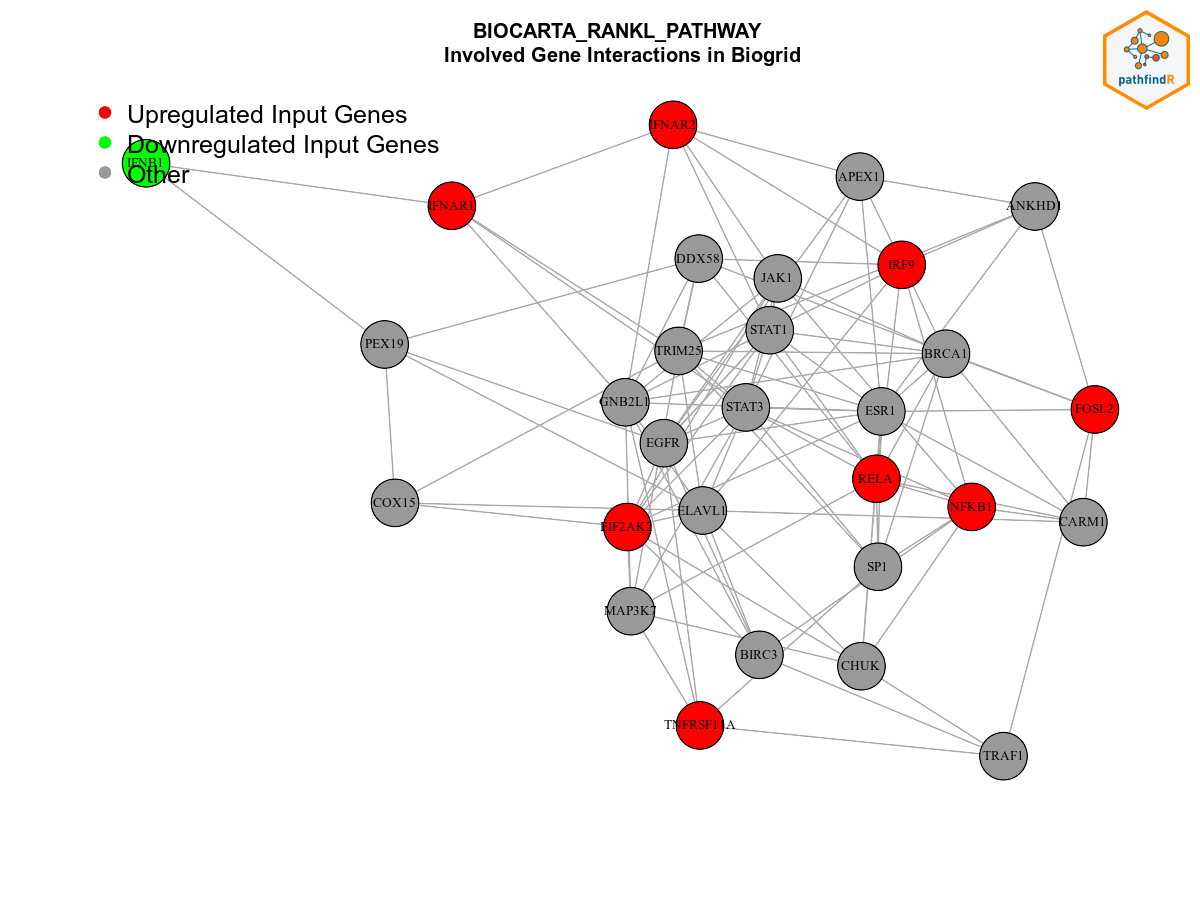 BIOCARTA_RANKL_PATHWAY
Involved Gene Interactions in Biogrid
pathfindR
Upregulated Input Genes
Downregulated Input Genes
Other
IFNB1
IFNAR2
IFNAR1
APEX1
ANKHD1
DDX58
JAK1
IRF9
STAT1
PEX19
TRIM25
BRCA1
GNB2L1
STAT3
ESR1
FOSL2
EGFR
RELA
COX15
ELAVL1
NFKB1
EIF2AK2
CARM1
SP1
MAP3K7
BIRC3
CHUK
TNFRSF11A
TRAF1